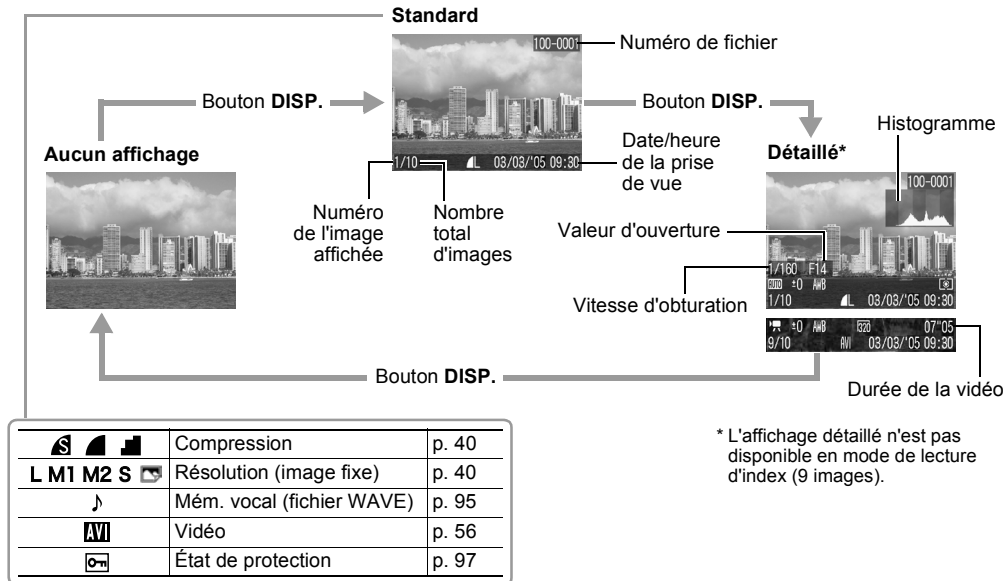 Standard
100-0001
Numéro de fichier
Bouton DISP.
Bouton DISP.
Histogramme
Aucun affichage
Date/heure
de la prise
de vue
Détaillé*
1/10 L 03/03/'05 09:30
100-0001
Numéro
de l'image
affichée
Nombre
total
d'images
Valeur d'ouverture
1/160 F14
Vitesse d'obturation
AUTO ±0 AWB
1/10 L 03/03/'05 09:30
±0 AWB 320 07"05
9/10 AVI 03/03/'05 09:30
Bouton DISP.
Durée de la vidéo
S Compression p. 40
L M1 M2 S Résolution (image fixe) p. 40
♪ Mém. vocal (fichier WAVE) p. 95
AVI Vidéo p. 56
État de protection p. 97
* L'affichage détaillé n'est pas
disponible en mode de lecture
d'index (9 images).